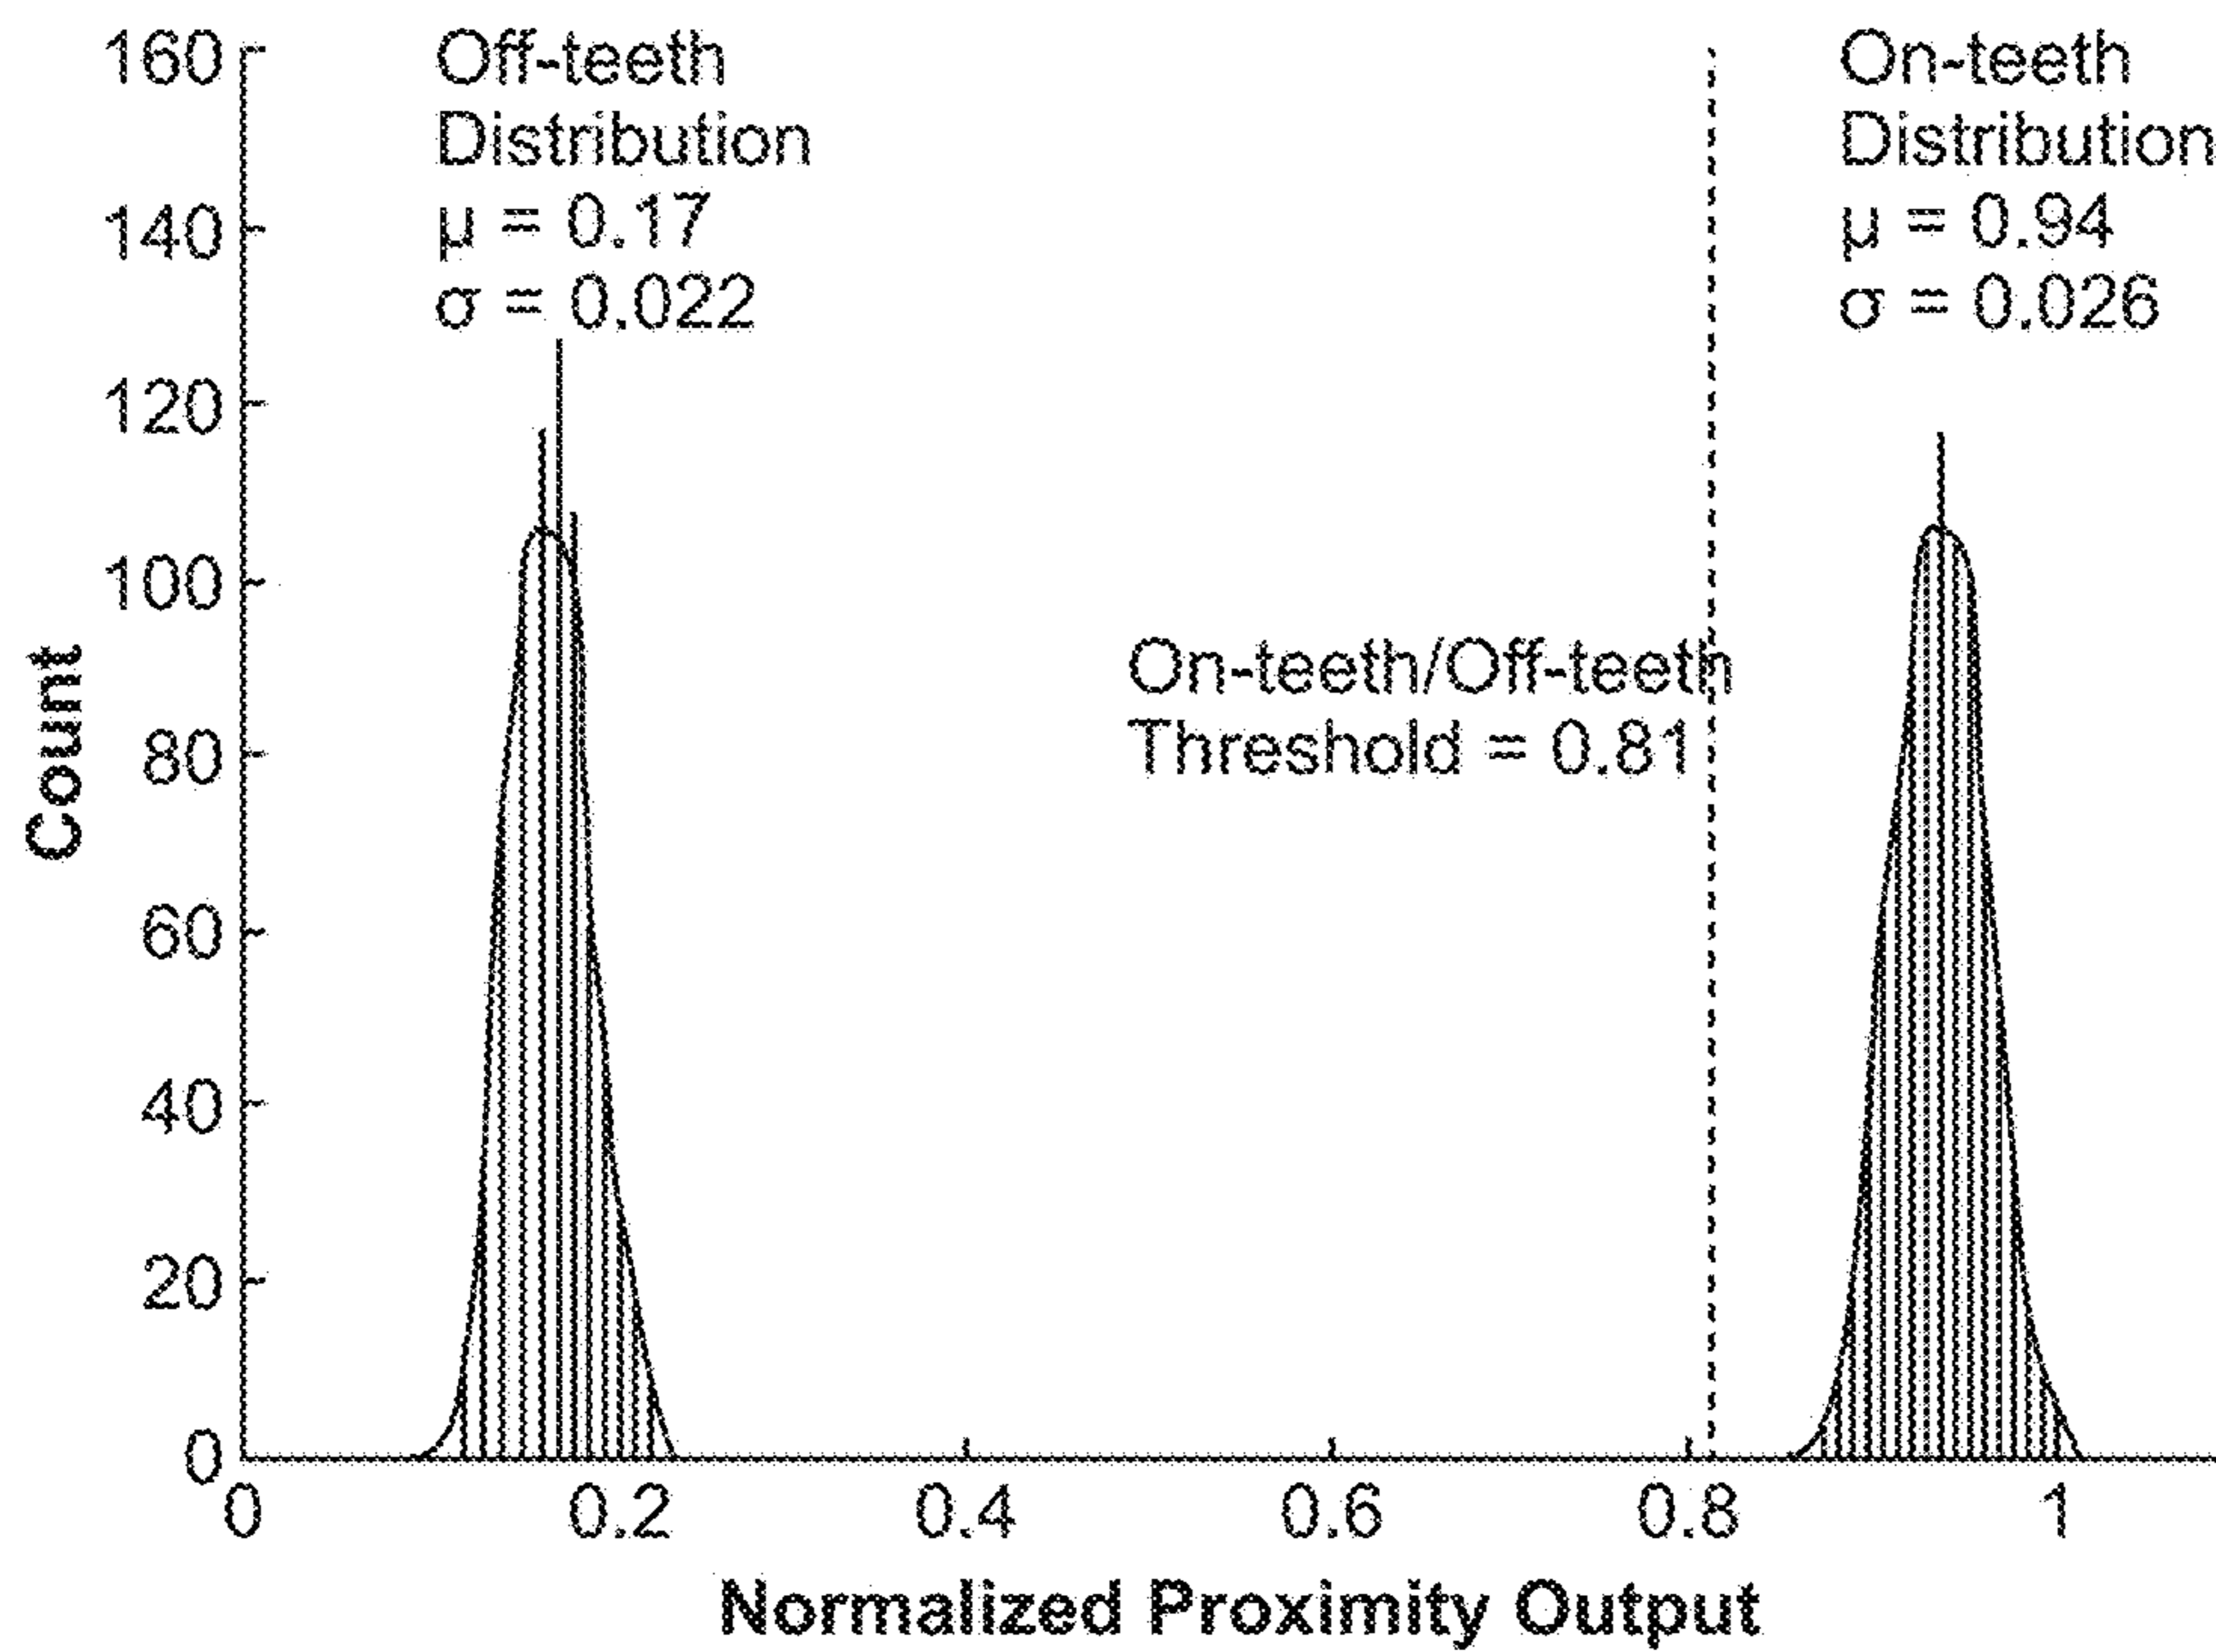 160
140
120
100
80
60
40
20
0
Count
Off-teeth
Distribution
μ = 0.17
σ = 0.022
On-teeth/Off-teeth
Threshold = 0.81
On-teeth
Distribution
μ = 0.94
σ = 0.026
0 0.2 0.4 0.6 0.8 1
Normalized Proximity Output